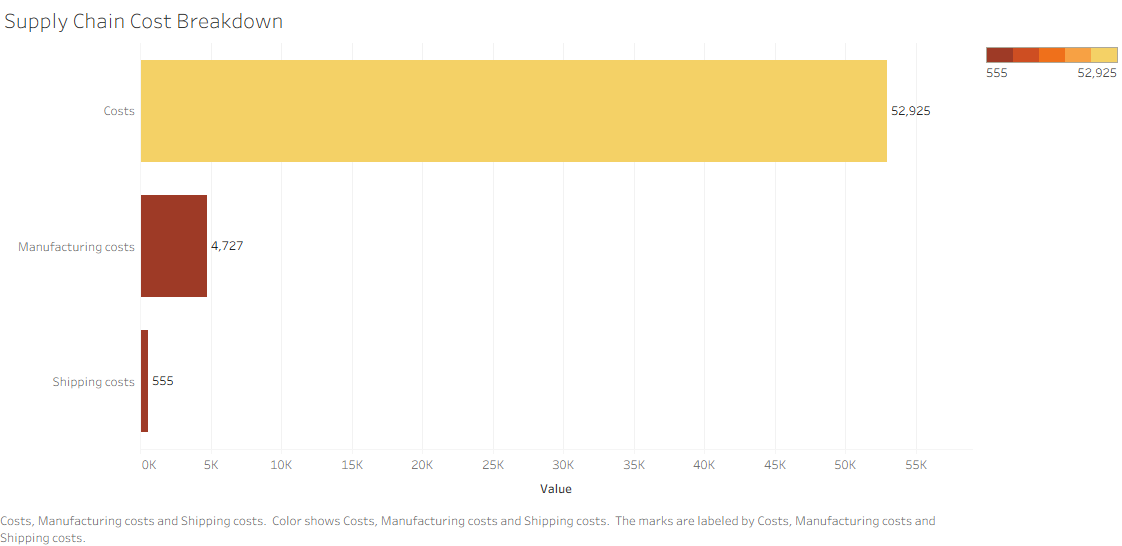 Supply Chain Cost Breakdown
555 52,925
Costs 52,925
Manufacturing costs 4,727
Shipping costs 555
0K 5K 10K 15K 20K 25K 30K 35K 40K 45K 50K 55K
Value
Costs, Manufacturing costs and Shipping costs.  Color shows Costs, Manufacturing costs and Shipping costs.  The marks are labeled by Costs, Manufacturing costs and
Shipping costs.